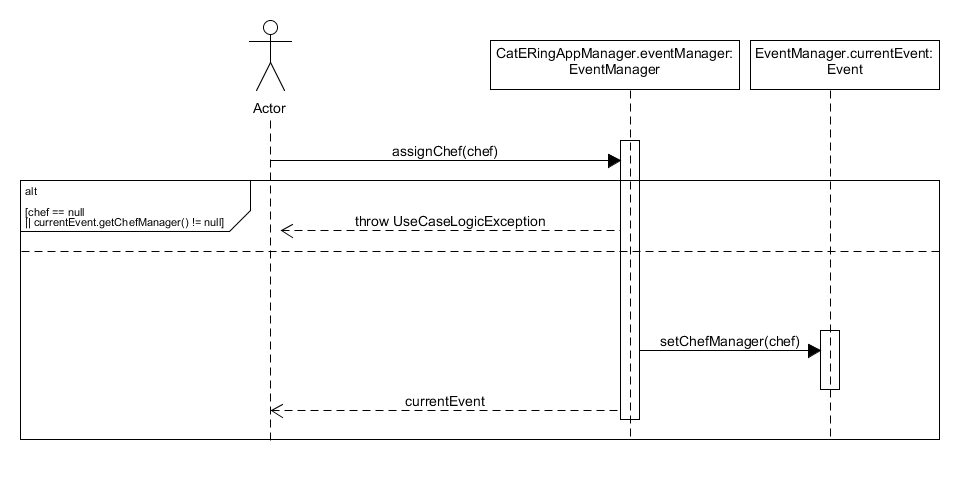 CatERingAppManager.eventManager:
EventManager
EventManager.currentEvent:
Event
Actor
assignChef(chef)
alt
[chef == null
|| currentEvent.getChefManager() != null]
throw UseCaseLogicException
setChefManager(chef)
currentEvent